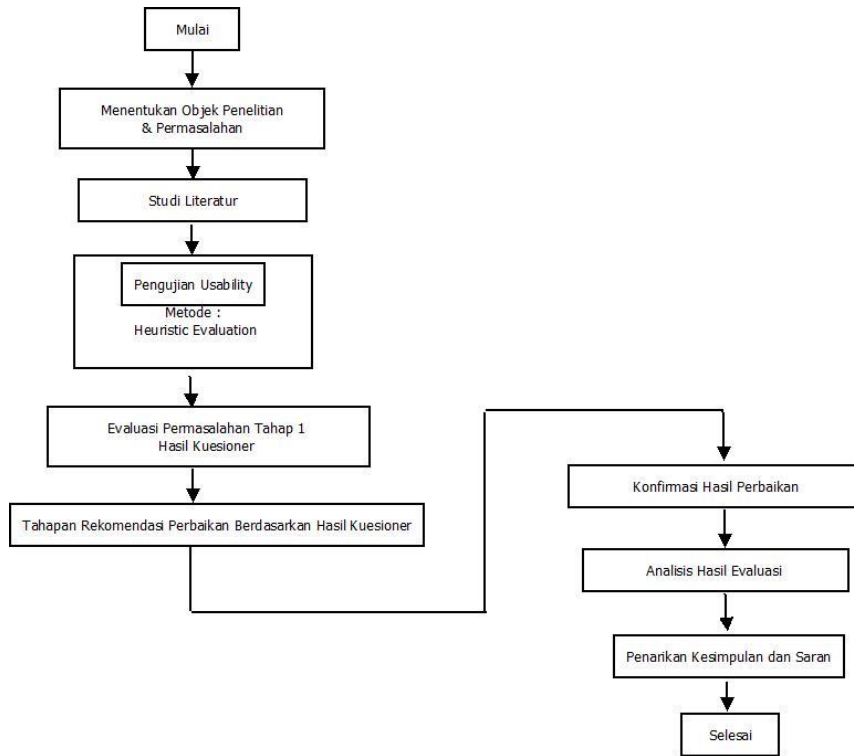 Mulai
Menentukan Objek Penelitian
& Permasalahan
Studi Literatur
Pengujian Usability
Metode :
Heuristic Evaluation
Evaluasi Permasalahan Tahap 1
Hasil Kuesioner
Tahapan Rekomendasi Perbaikan Berdasarkan Hasil Kuesioner
Konfirmasi Hasil Perbaikan
Analisis Hasil Evaluasi
Penarikan Kesimpulan dan Saran
Selesai